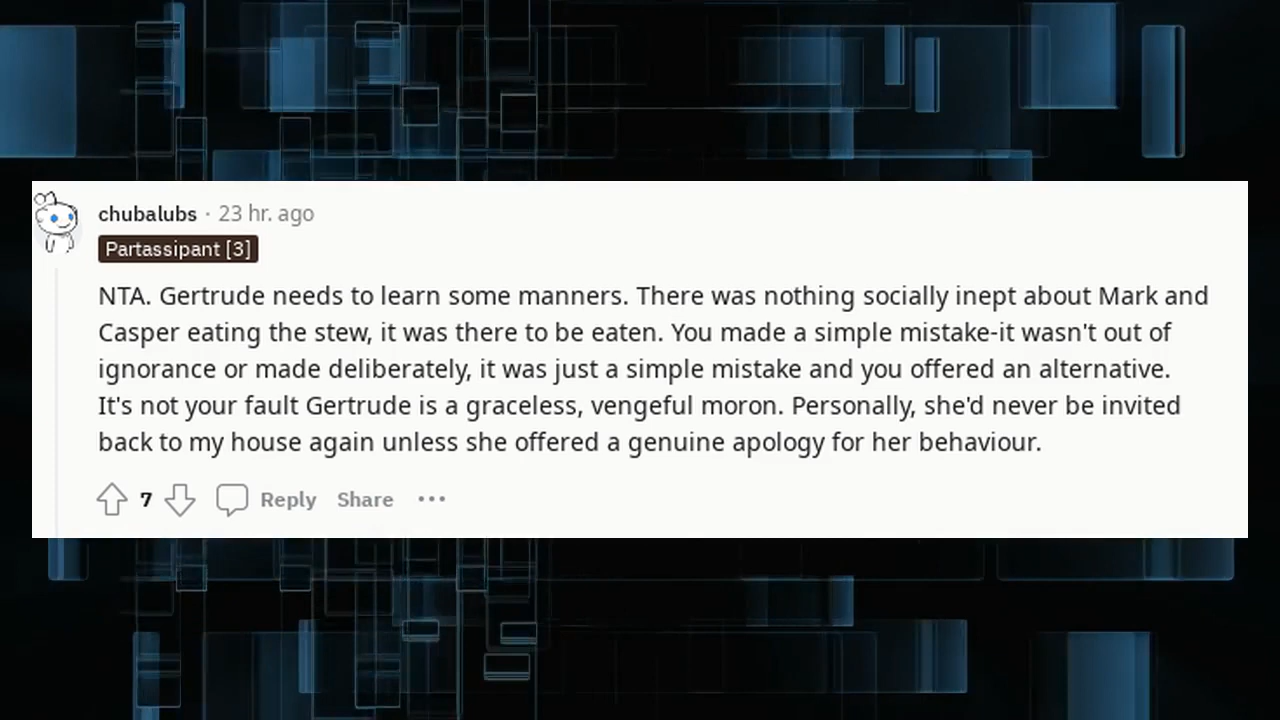 chubalubs · 23 hr. ago
Partassipant [3]
NTA. Gertrude needs to learn some manners. There was nothing socially inept about Mark and
Casper eating the stew, it was there to be eaten. You made a simple mistake-it wasn't out of
ignorance or made deliberately, it was just a simple mistake and you offered an alternative.
It's not your fault Gertrude is a graceless, vengeful moron. Personally, she'd never be invited
back to my house again unless she offered a genuine apology for her behaviour.
7 Reply Share •••